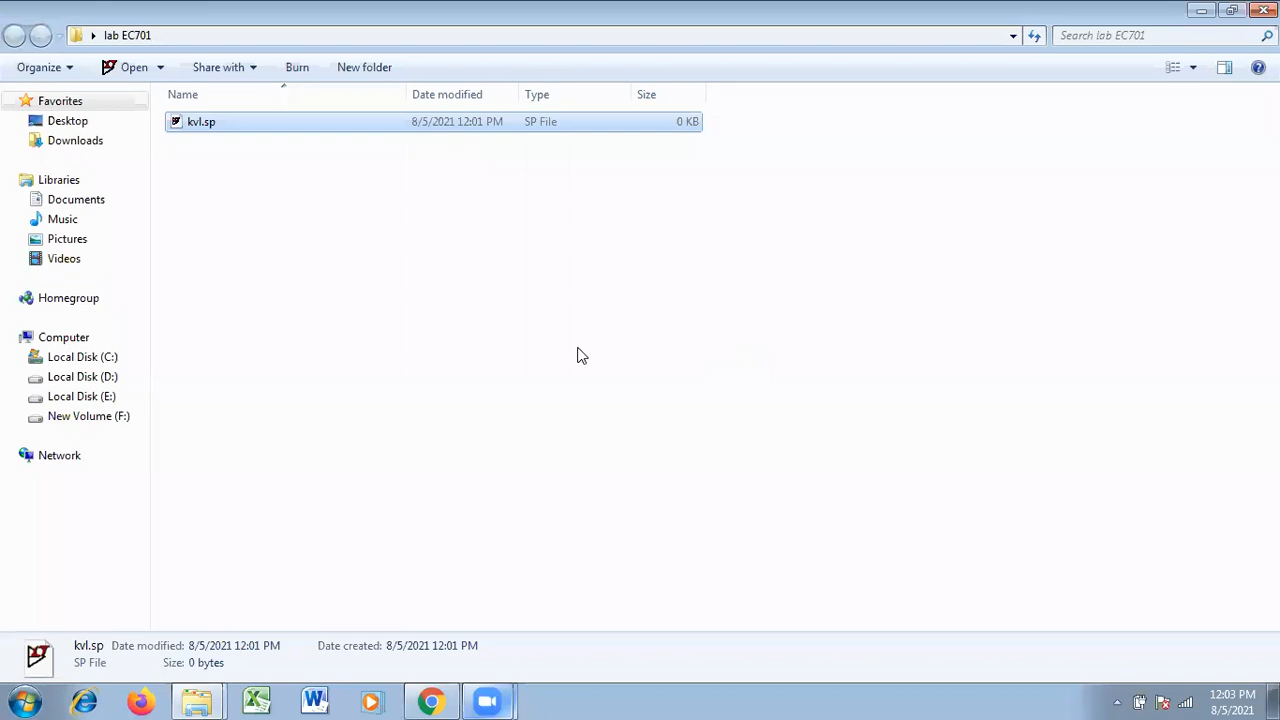 lab EC701
Search lab EC701
Organize Open Share with Burn New folder
Name Date modified Type Size
Favorites
kvl.sp 8/5/2021 12:01 PM SP File 0 KB
Desktop
Downloads
Libraries
Documents
Music
Pictures
Videos
Homegroup
Computer
Local Disk (C:)
Local Disk (D:)
Local Disk (E:)
New Volume (F:)
Network
kvl.sp Date modified: 8/5/2021 12:01 PM Date created: 8/5/2021 12:01 PM
SP File Size: 0 bytes
12:03 PM
8/5/2021